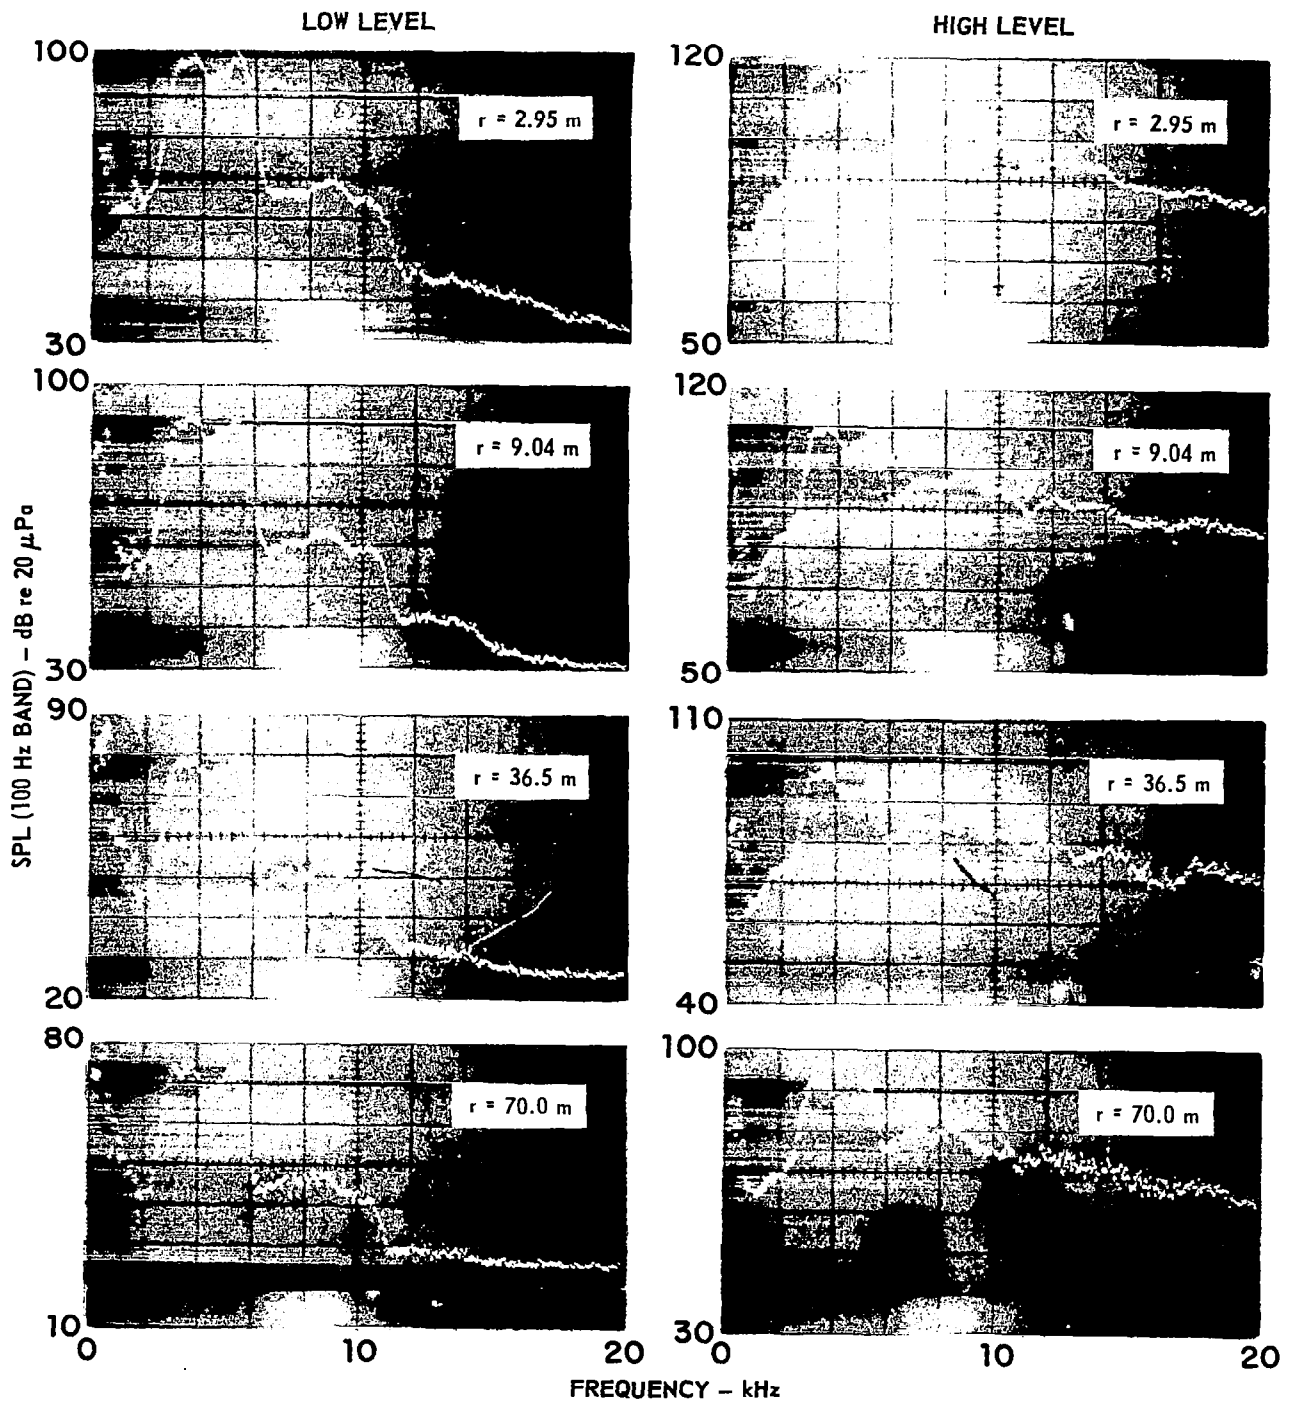 LOW LEVEL
HIGH LEVEL
100
r = 2.95 m
30
120
r = 2.95 m
50
100
r = 9.04 m
30
120
r = 9.04 m
50
90
r = 36.5 m
20
110
r = 36.5 m
40
80
r = 70.0 m
10
100
r = 70.0 m
30
0 10 20
0 10 20
SPL (100 Hz BAND) – dB re 20 μPa
FREQUENCY – kHz